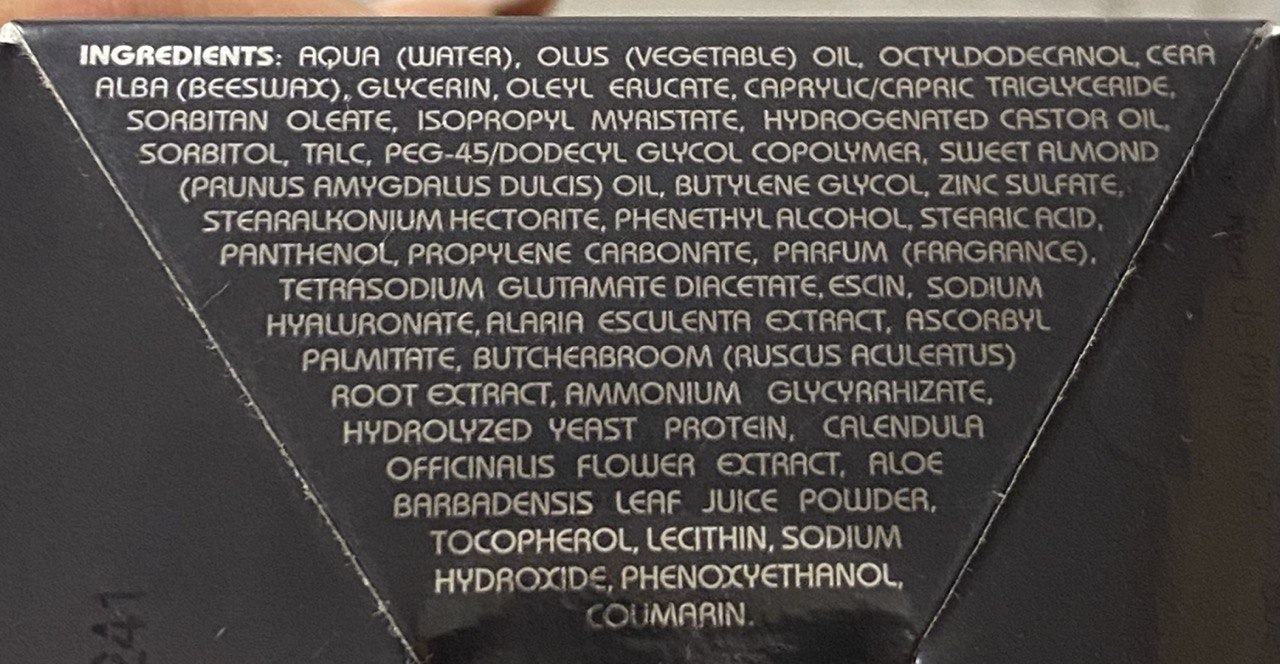 INGREDIENTS: AQUA (WATER), OLUS (VEGETABLE) OIL, OCTYLDODECANOL, CERA
ALBA (BEESWAX), GLYCERIN, OLEYL ERUCATE, CAPRYLIC/CAPRIC TRIGLYCERIDE,
SORBITAN OLEATE, ISOPROPYL MYRISTATE, HYDROGENATED CASTOR OIL,
SORBITOL, TALC, PEG-45/DODECYL GLYCOL COPOLYMER, SWEET ALMOND
(PRUNUS AMYGDALUS DULCIS) OIL, BUTYLENE GLYCOL, ZINC SULFATE,
STEARALKONIUM HECTORITE, PHENETHYL ALCOHOL, STEARIC ACID,
PANTHENOL, PROPYLENE CARBONATE, PARFUM (FRAGRANCE),
TETRASODIUM GLUTAMATE DIACETATE, ESCIN, SODIUM
HYALURONATE, ALARIA ESCULENTA EXTRACT, ASCORBYL
PALMITATE, BUTCHERBROOM (RUSCUS ACULEATUS)
ROOT EXTRACT, AMMONIUM GLYCYRRHIZATE,
HYDROLYZED YEAST PROTEIN, CALENDULA
OFFICINALIS FLOWER EXTRACT, ALOE
BARBADENSIS LEAF JUICE POWDER,
TOCOPHEROL, LECITHIN, SODIUM
HYDROXIDE, PHENOXYETHANOL,
COUMARIN.